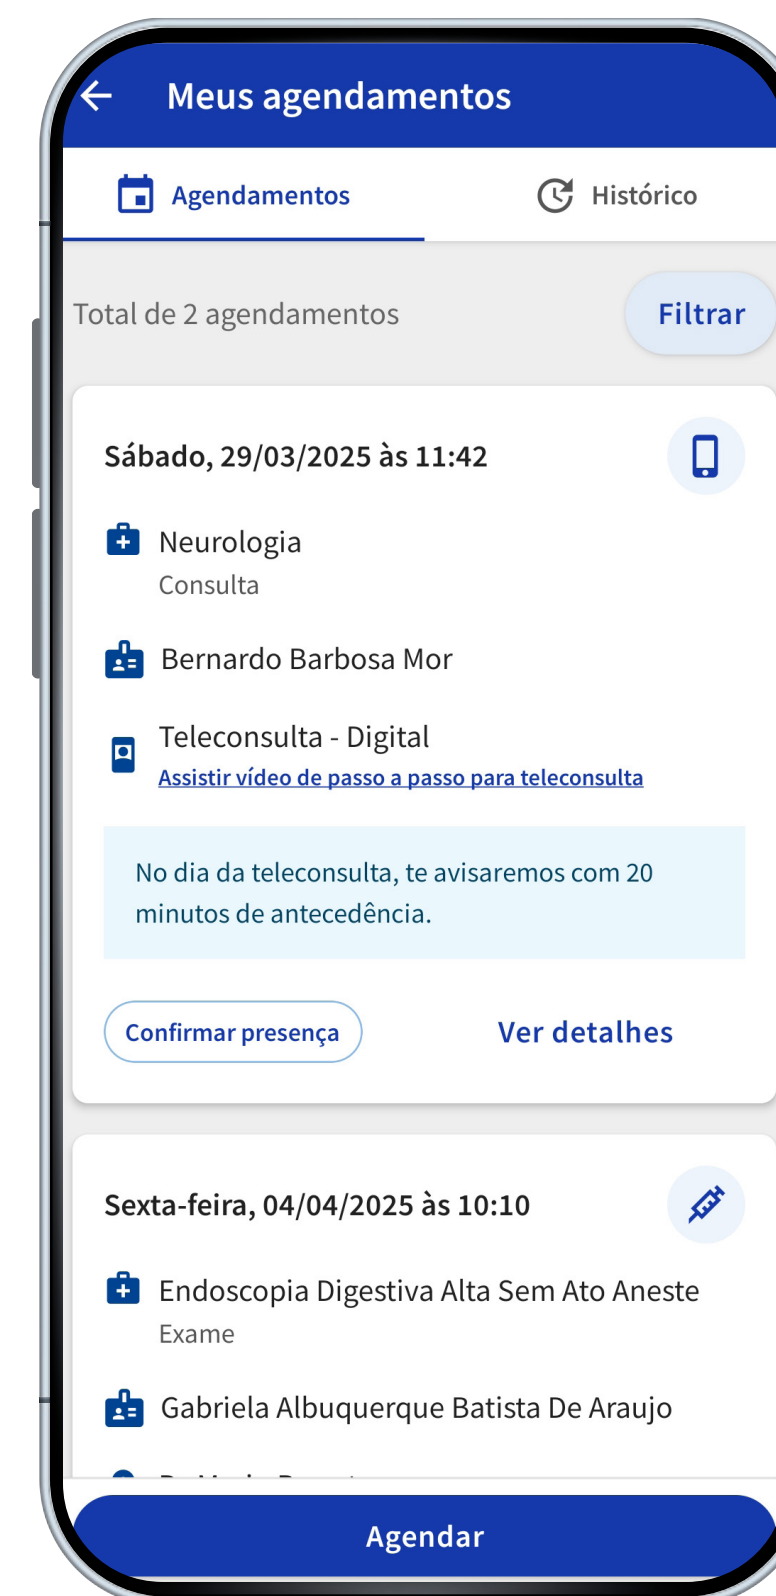 Meus agendamentos
Agendamentos
Histórico
Total de 2 agendamentos
Filtrar
Sábado, 29/03/2025 às 11:42
Neurologia
Consulta
Bernardo Barbosa Mor
Teleconsulta - Digital
Assistir vídeo de passo a passo para teleconsulta
No dia da teleconsulta, te avisaremos com 20
minutos de antecedência.
Confirmar presença
Ver detalhes
Sexta-feira, 04/04/2025 às 10:10
Endoscopia Digestiva Alta Sem Ato Aneste
Exame
Gabriela Albuquerque Batista De Araujo
Agendar